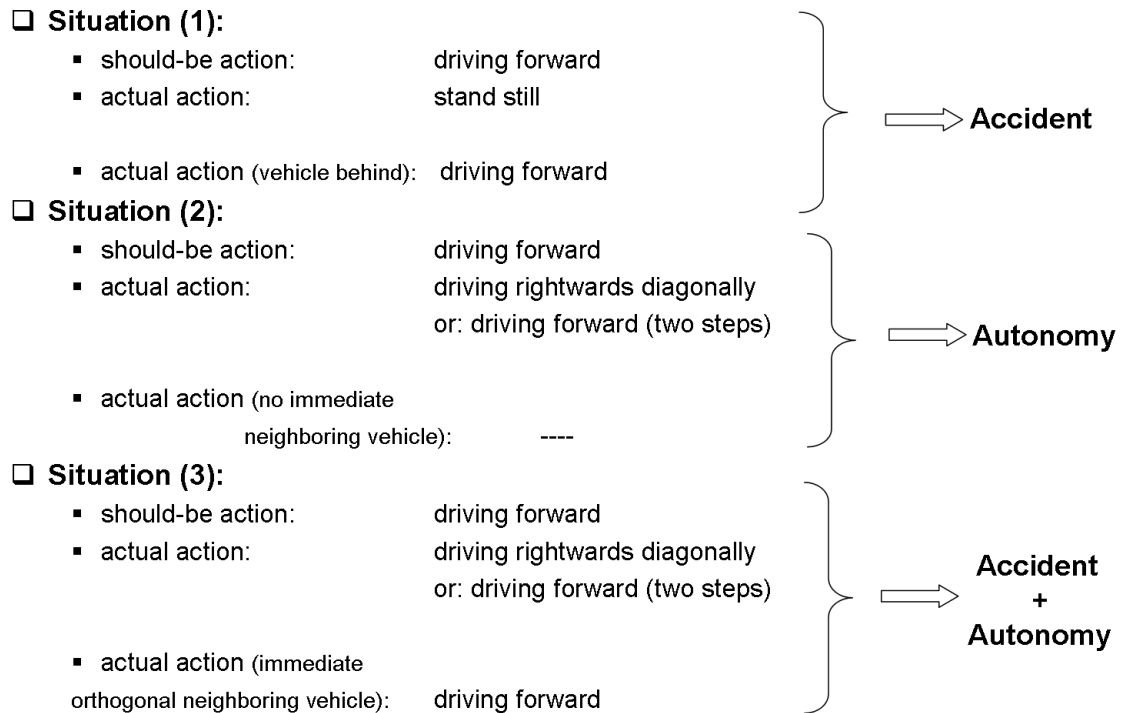 ❑ Situation (1):
▪ should-be action: driving forward
▪ actual action: stand still
Accident
▪ actual action (vehicle behind): driving forward
❑ Situation (2):
▪ should-be action: driving forward
▪ actual action: driving rightwards diagonally
or: driving forward (two steps)
Autonomy
▪ actual action (no immediate
neighboring vehicle): ----
❑ Situation (3):
▪ should-be action: driving forward
▪ actual action: driving rightwards diagonally
or: driving forward (two steps)
Accident
+
Autonomy
▪ actual action (immediate
orthogonal neighboring vehicle): driving forward